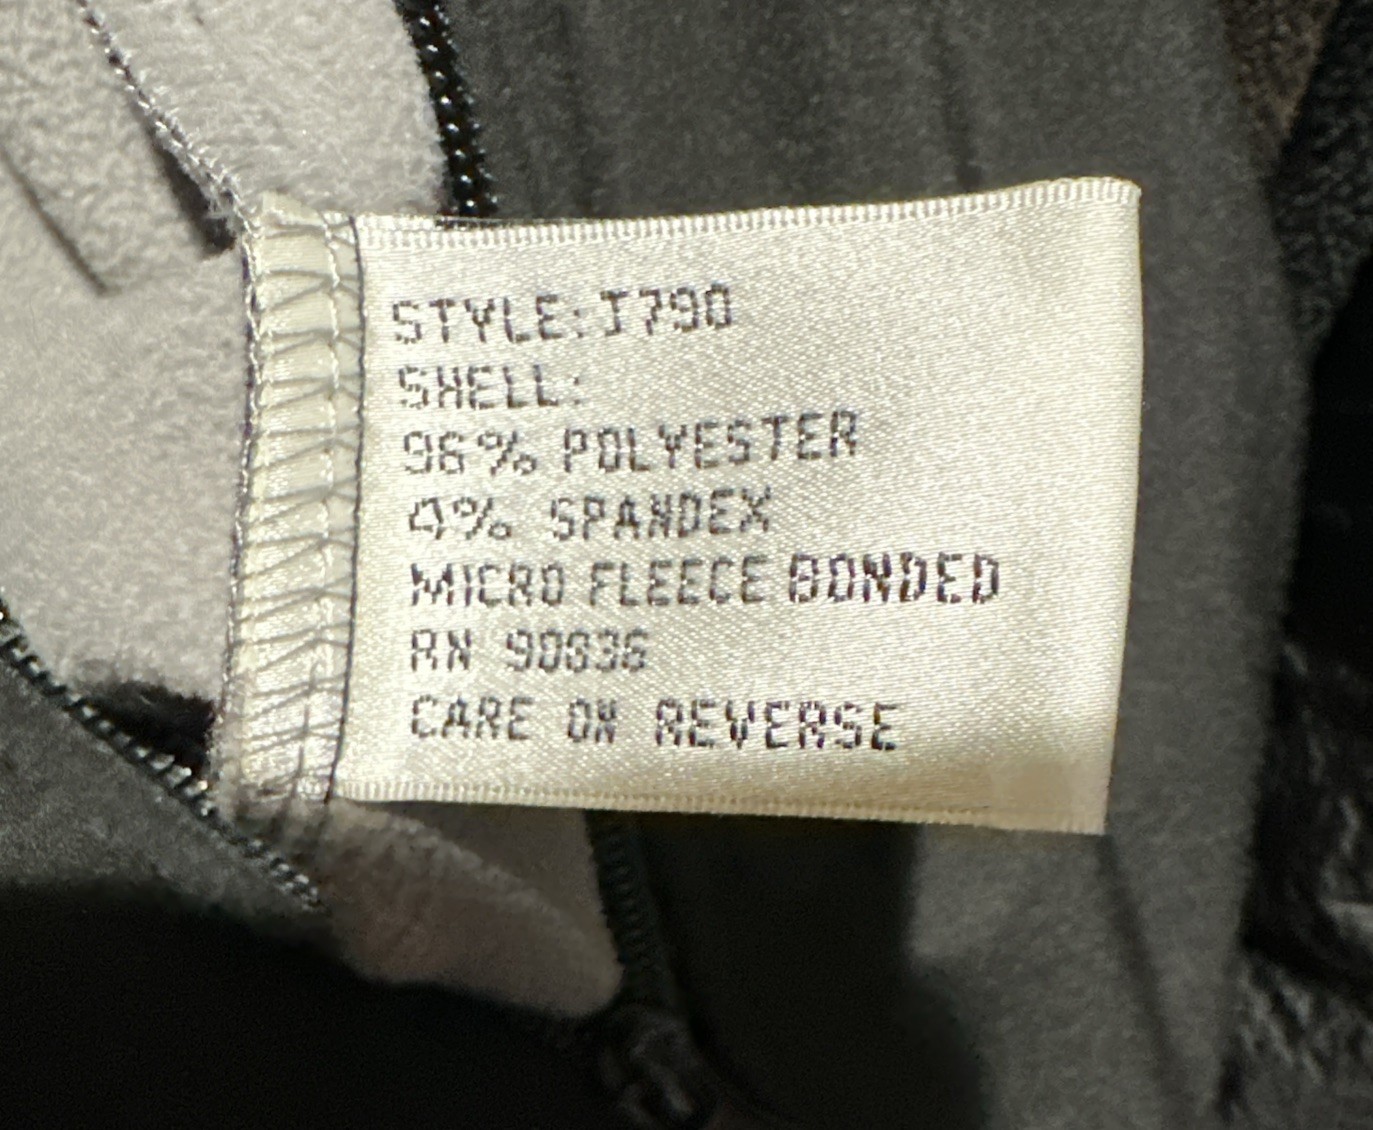 STYLE: J790
SHELL:
96% POLYESTER
4% SPANDEX
MICRO FLEECE BONDED
RN 90836
CARE ON REVERSE